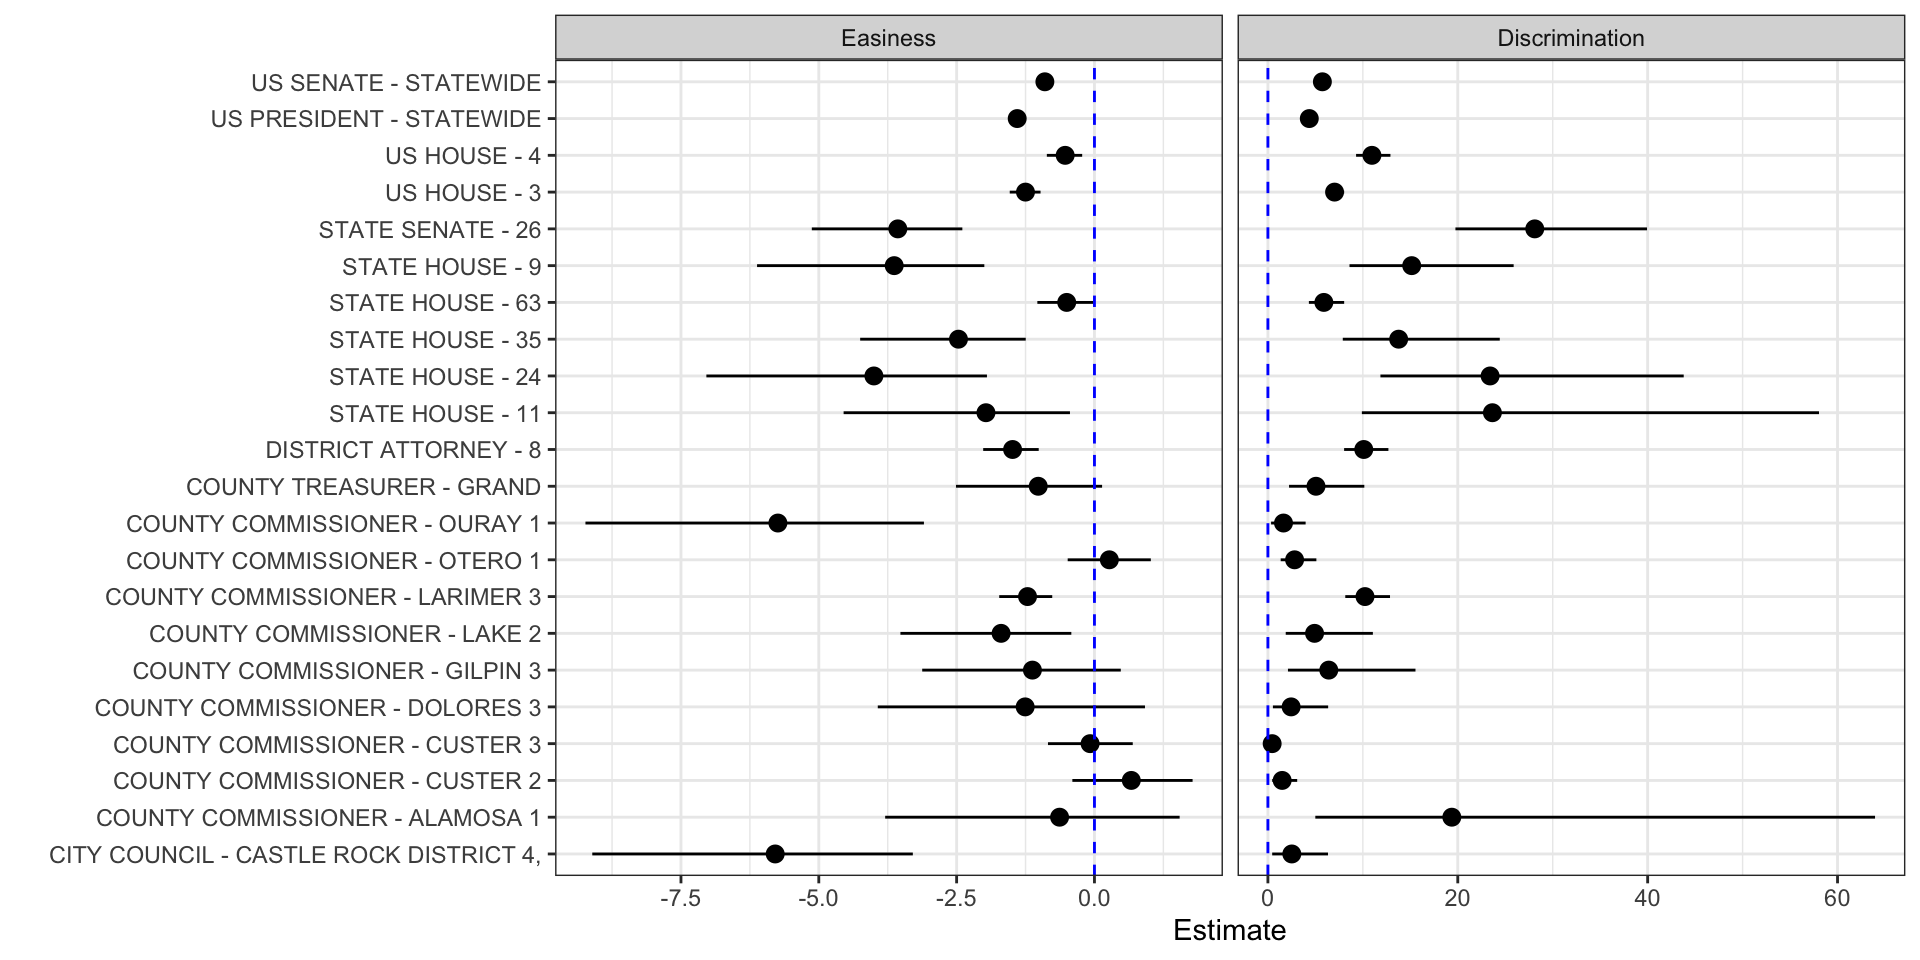 Easiness
Discrimination
US SENATE - STATEWIDE
US PRESIDENT - STATEWIDE
US HOUSE - 4
US HOUSE - 3
STATE SENATE - 26
STATE HOUSE - 9
STATE HOUSE - 63
STATE HOUSE - 35
STATE HOUSE - 24
STATE HOUSE - 11
DISTRICT ATTORNEY - 8
COUNTY TREASURER - GRAND
COUNTY COMMISSIONER - OURAY 1
COUNTY COMMISSIONER - OTERO 1
COUNTY COMMISSIONER - LARIMER 3
COUNTY COMMISSIONER - LAKE 2
COUNTY COMMISSIONER - GILPIN 3
COUNTY COMMISSIONER - DOLORES 3
COUNTY COMMISSIONER - CUSTER 3
COUNTY COMMISSIONER - CUSTER 2
COUNTY COMMISSIONER - ALAMOSA 1
CITY COUNCIL - CASTLE ROCK DISTRICT 4,
-7.5 -5.0 -2.5 0.0 0 20 40 60
Estimate